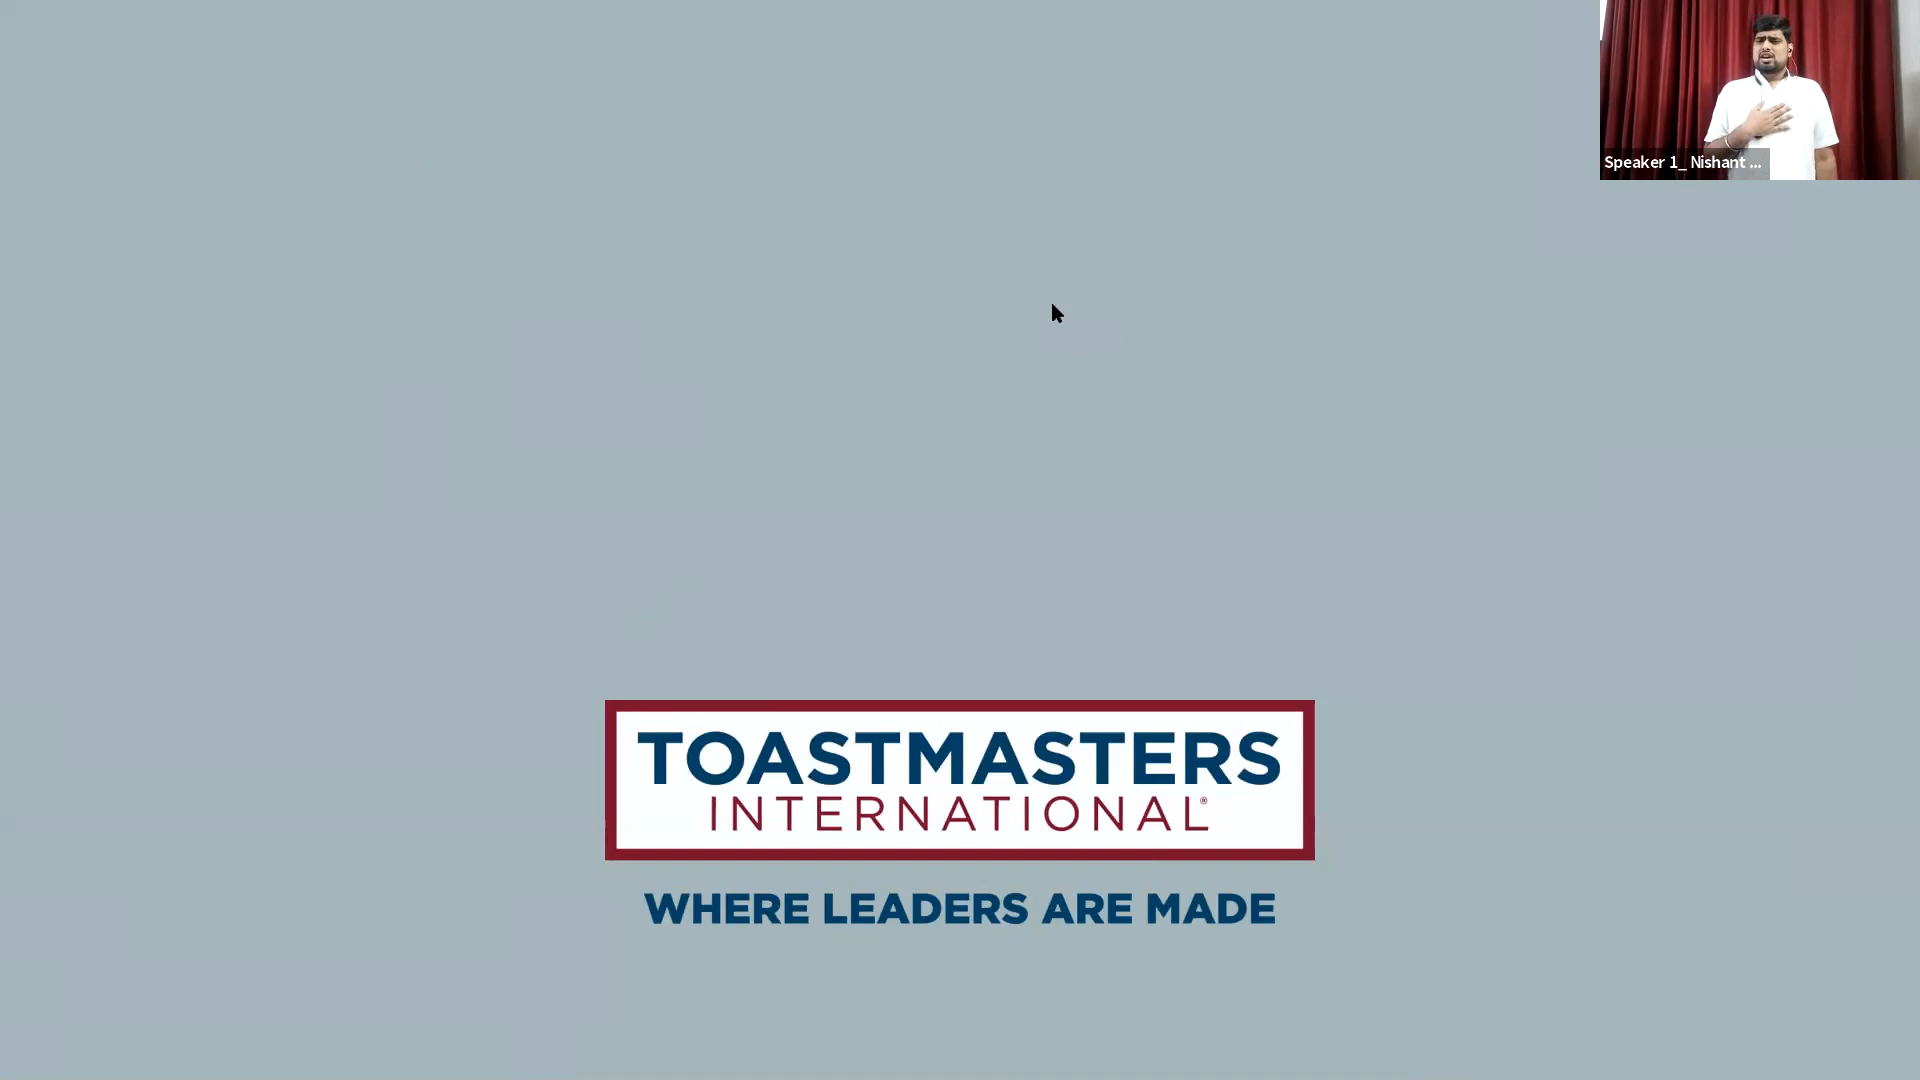 Speaker 1_ Nishant ...
TOASTMASTERS
INTERNATIONAL®
WHERE LEADERS ARE MADE